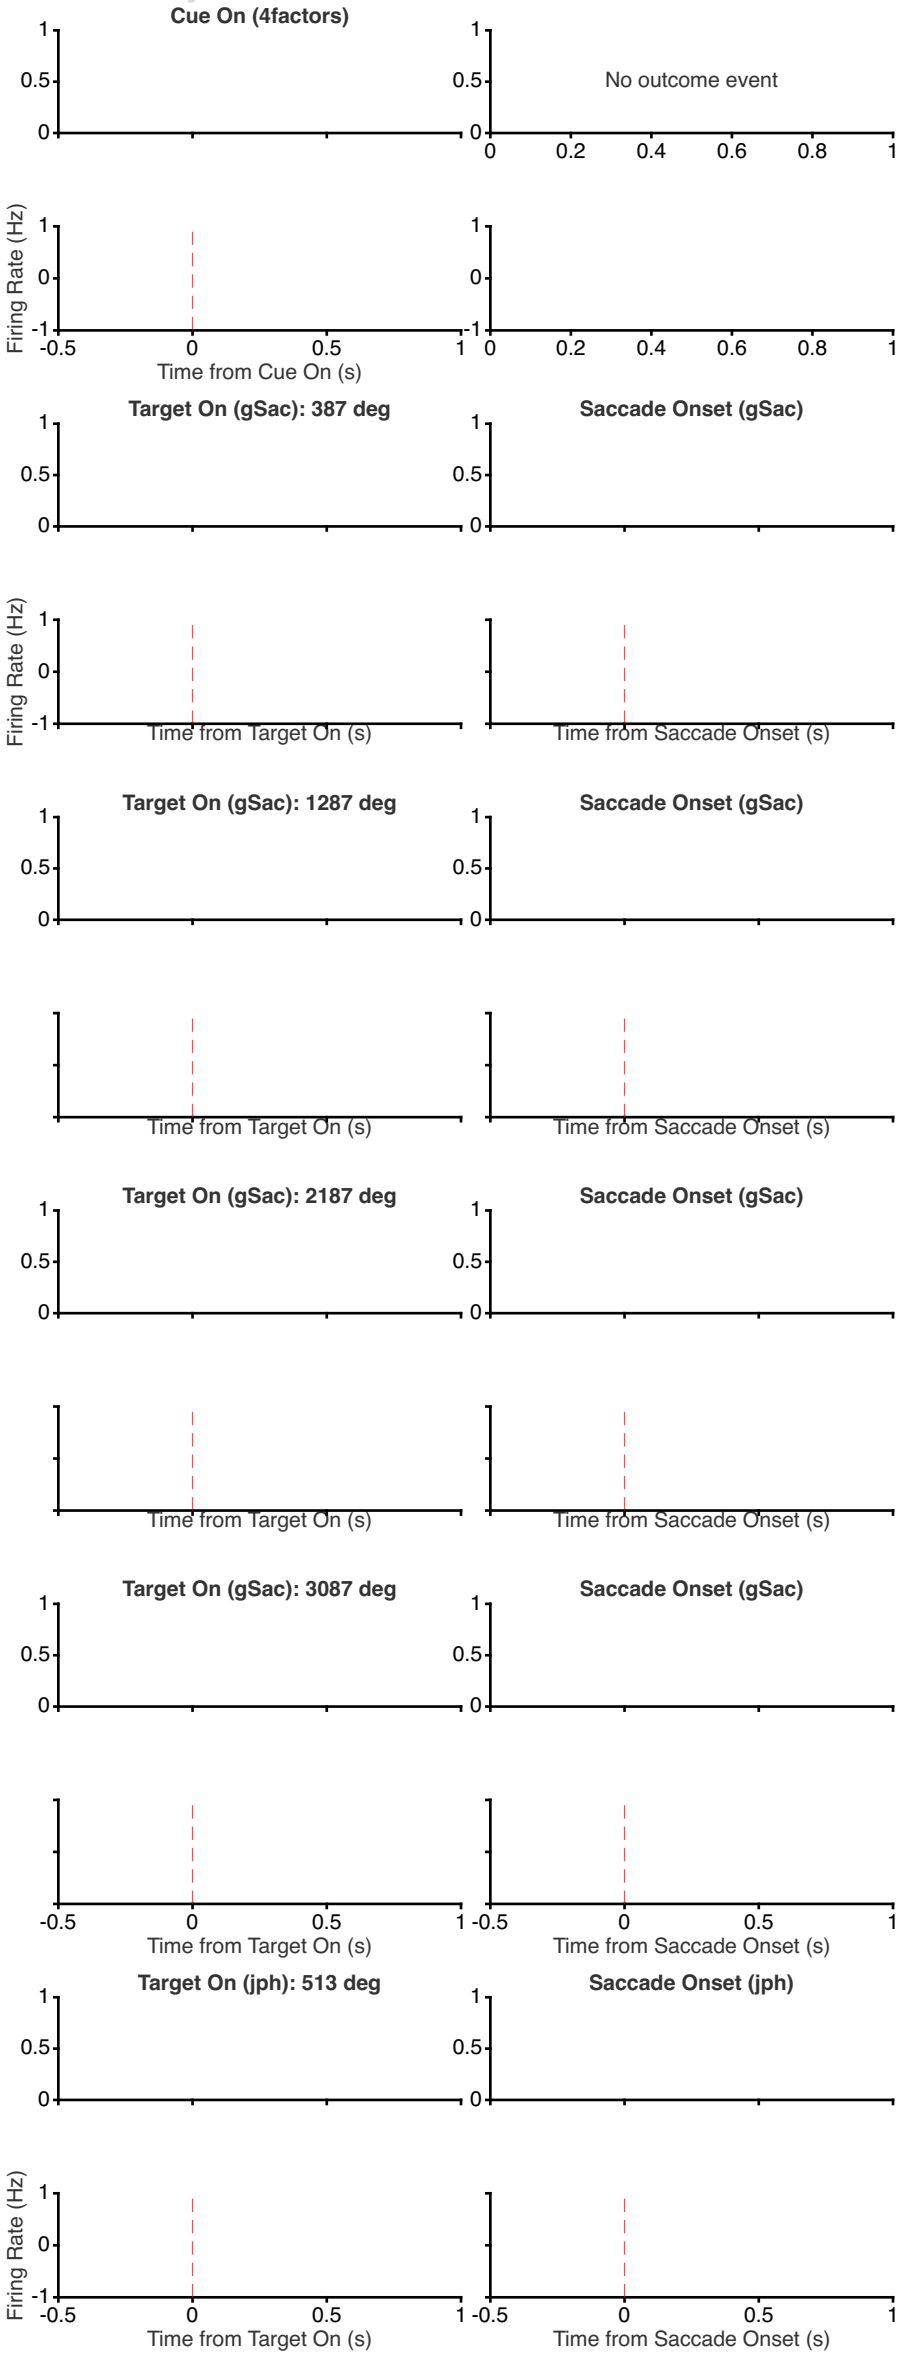 Cue On (4factors)
1
0.5
0
1
0.5
0
No outcome event
0 0.2 0.4 0.6 0.8 1
Firing Rate (Hz)
1
0
-1
-0.5 0 0.5 1
Time from Cue On (s)
1
0
-1
0 0.2 0.4 0.6 0.8 1
Target On (gSac): 387 deg
1
0.5
0
Saccade Onset (gSac)
1
0.5
0
Firing Rate (Hz)
1
0
-1
Time from Target On (s)
Time from Saccade Onset (s)
Target On (gSac): 1287 deg
1
0.5
0
Saccade Onset (gSac)
1
0.5
0
Time from Target On (s)
Time from Saccade Onset (s)
Target On (gSac): 2187 deg
1
0.5
0
Saccade Onset (gSac)
1
0.5
0
Time from Target On (s)
Time from Saccade Onset (s)
Target On (gSac): 3087 deg
1
0.5
0
Saccade Onset (gSac)
1
0.5
0
-0.5 0 0.5 1
Time from Target On (s)
-0.5 0 0.5 1
Time from Saccade Onset (s)
Target On (jph): 513 deg
1
0.5
0
Saccade Onset (jph)
1
0.5
0
Firing Rate (Hz)
1
0
-1
-0.5 0 0.5 1
Time from Target On (s)
-0.5 0 0.5 1
Time from Saccade Onset (s)